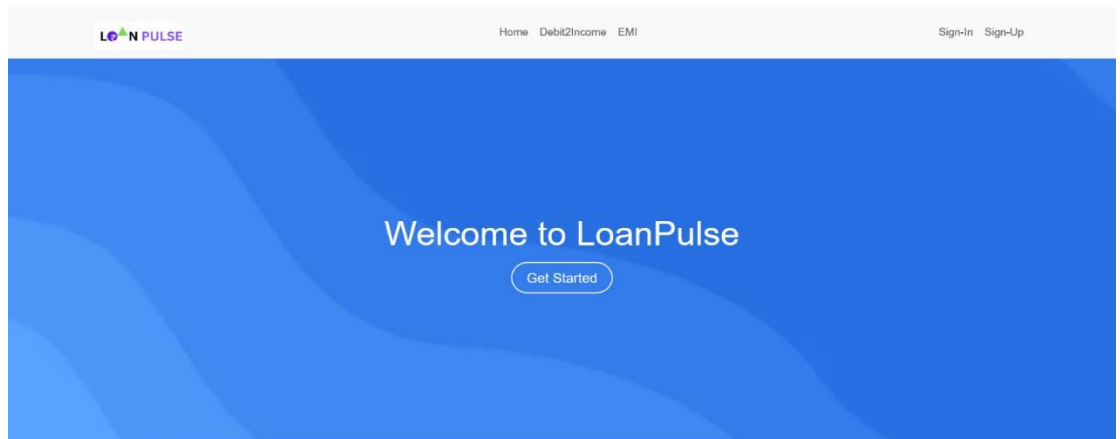 LOAN PULSE
Home Debit2Income EMI
Sign-In Sign-Up
Welcome to LoanPulse
Get Started